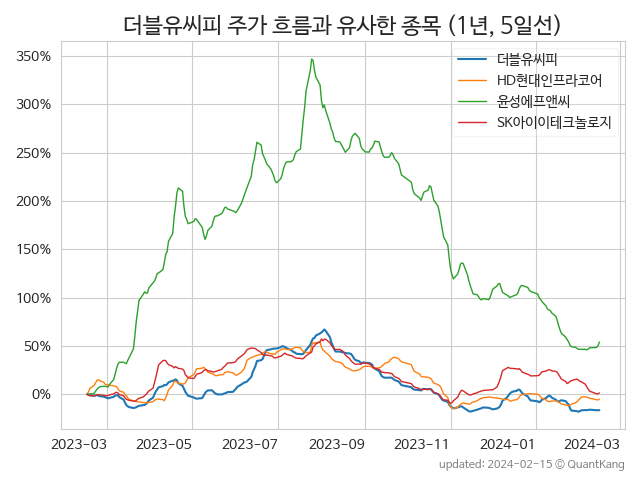 더블유씨피 주가 흐름과 유사한 종목 (1년, 5일선)
더블유씨피
HD현대인프라코어
윤성에프앤씨
SK아이이테크놀로지
350%
300%
250%
200%
150%
100%
50%
0%
2023-03 2023-05 2023-07 2023-09 2023-11 2024-01 2024-03
updated: 2024-02-15 © QuantKang